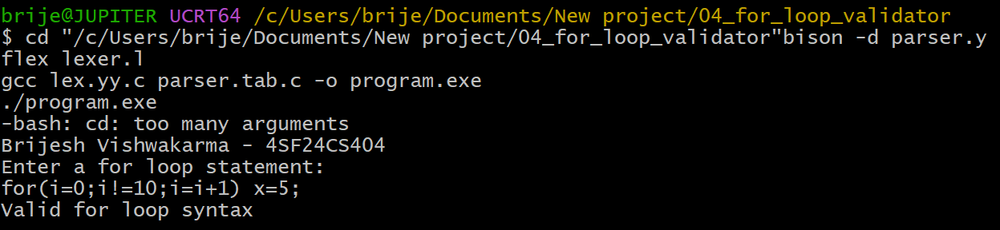 brije@JUPITER UCRT64 /c/Users/brije/Documents/New project/04_for_loop_validator
$ cd "/c/Users/brije/Documents/New project/04_for_loop_validator"bison -d parser.y
flex lexer.l
gcc lex.yy.c parser.tab.c -o program.exe
./program.exe
-bash: cd: too many arguments
Brijesh Vishwakarma - 4SF24CS404
Enter a for loop statement:
for(i=0;i!=10;i=i+1) x=5;
Valid for loop syntax